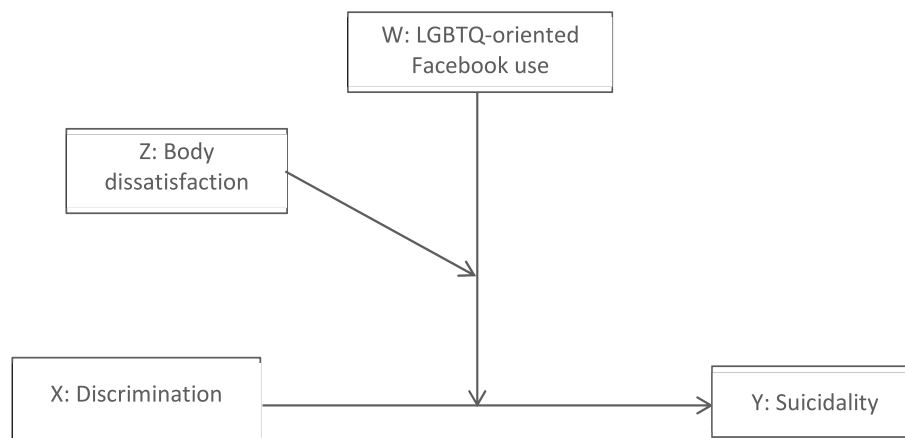 W: LGBTQ-oriented
Facebook use
Z: Body
dissatisfaction
X: Discrimination
Y: Suicidality